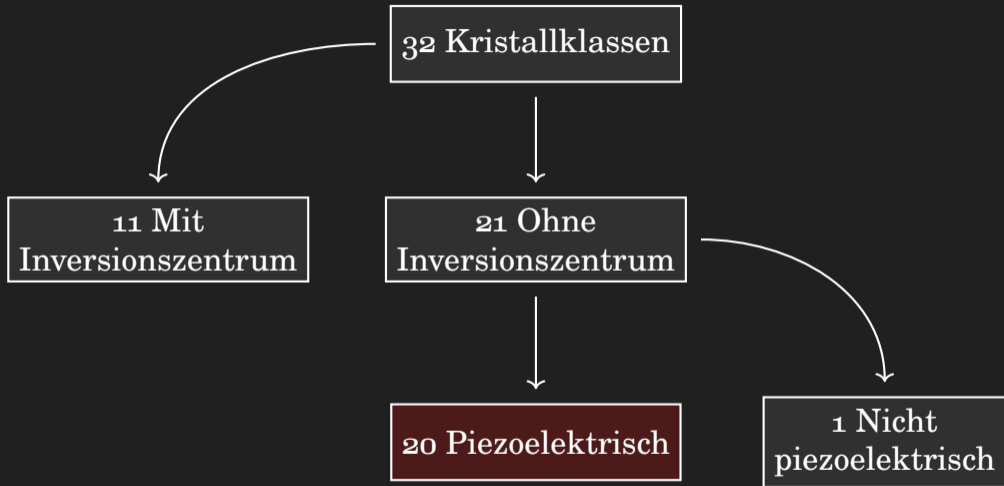 32 Kristallklassen
11 Mit
Inversionszentrum
21 Ohne
Inversionszentrum
20 Piezoelektrisch
1 Nicht
piezoelektrisch